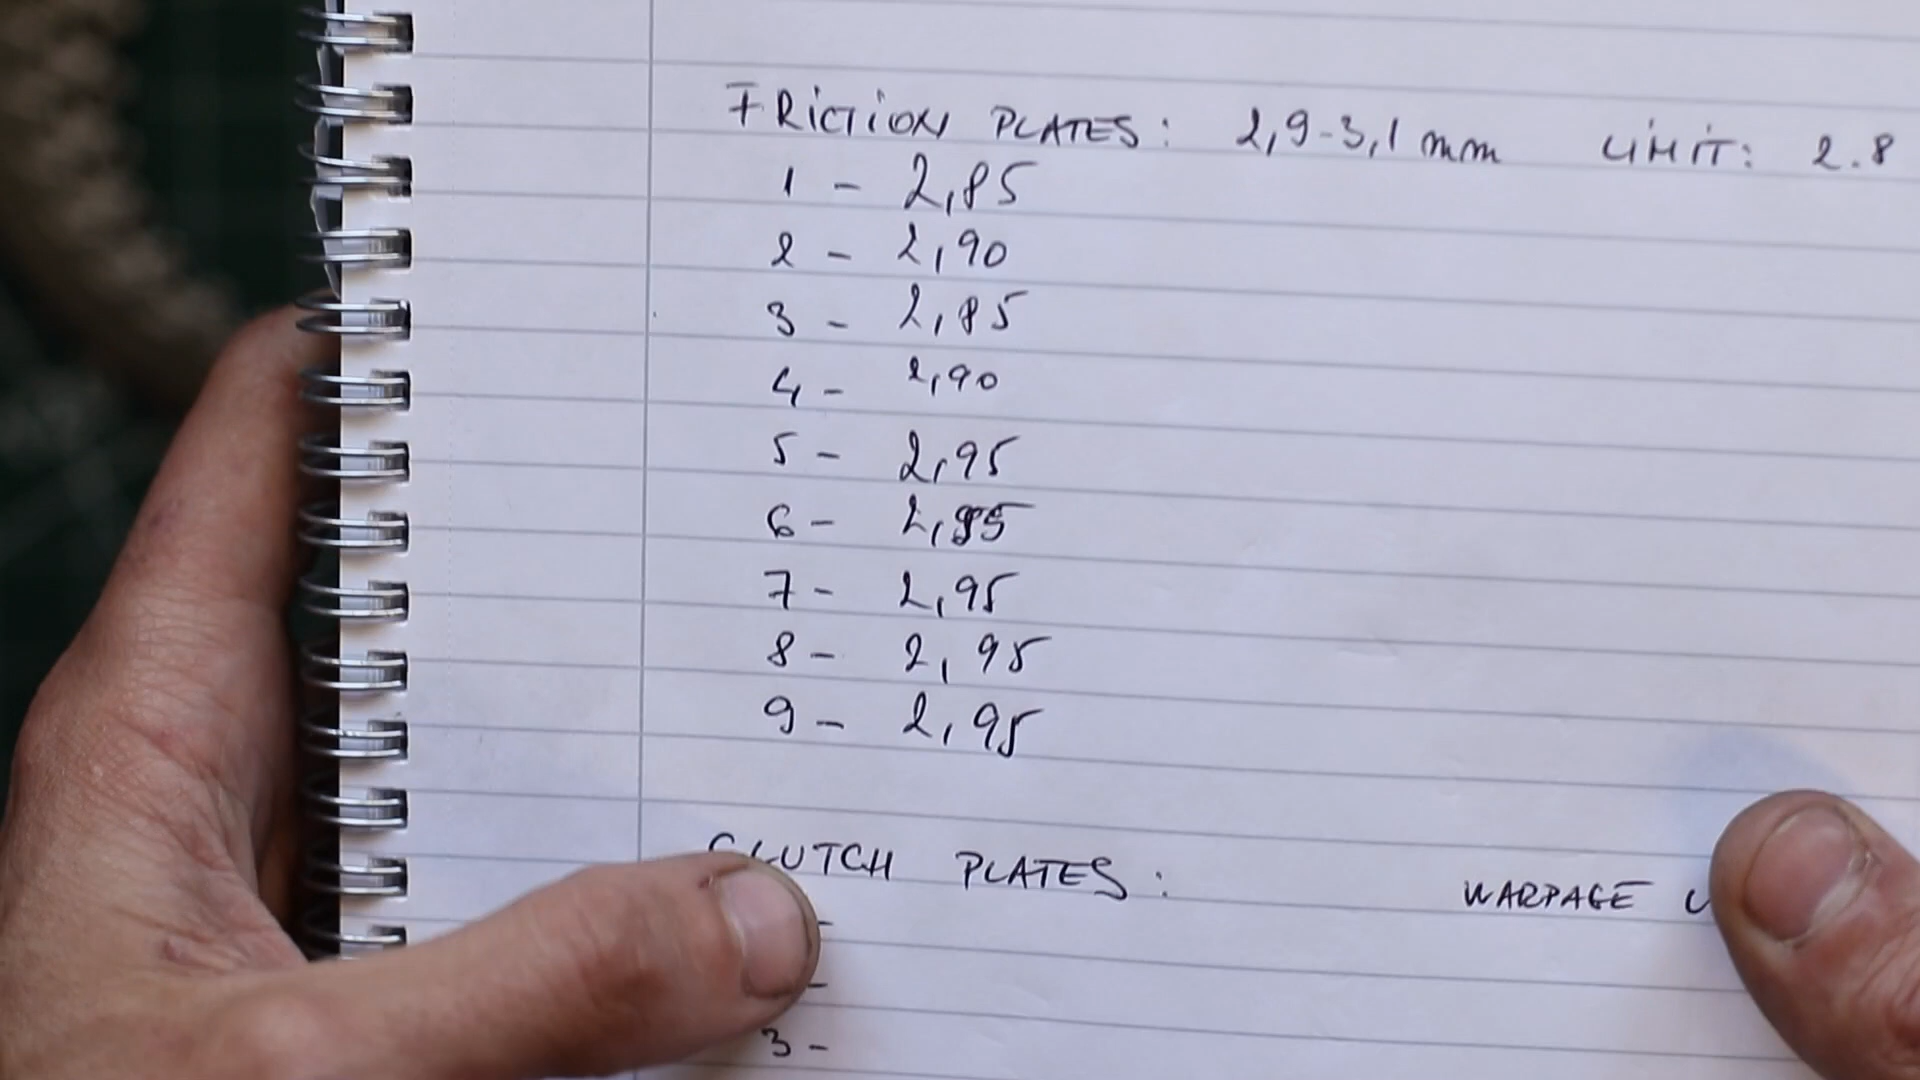 FRICTION PLATES: 2,9-3,1 mm LIMIT: 2.8
1 - 2,85
2 - 2,90
3 - 2,85
4 - 2,90
5 - 2,95
6 -
7 - 2,95
8 - 2,95
9 - 2,95
CLUTCH PLATES: WARPAGE
-
-
3 -